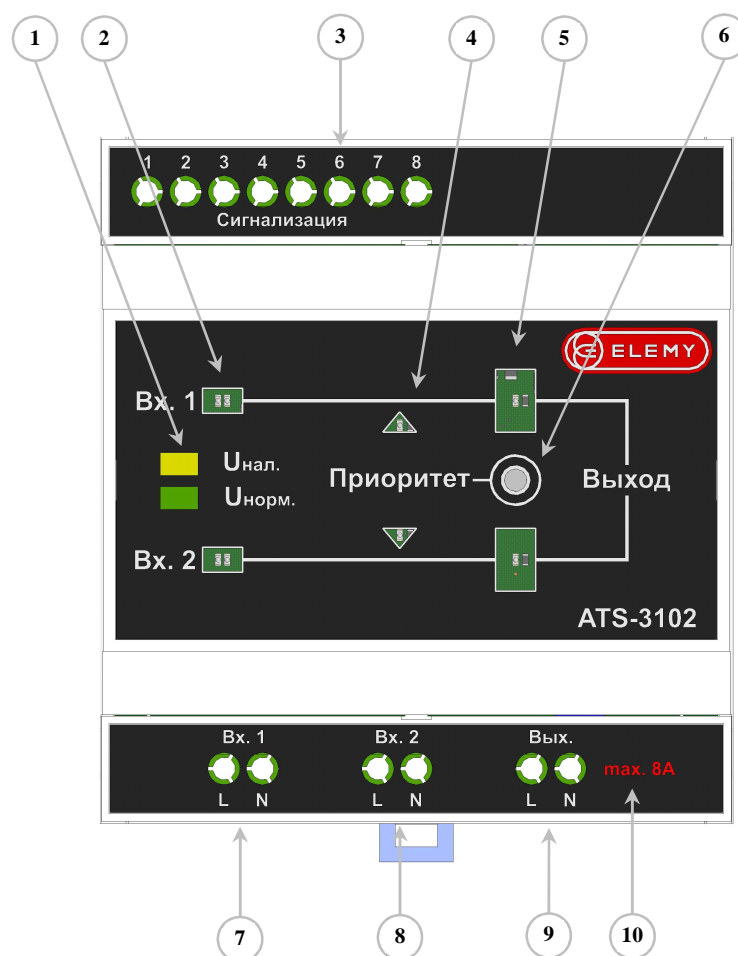 1 2 3 4 5 6
1 2 3 4 5 6 7 8
Сигнализация
ELEMY
Вх. 1
Uнал.
Приоритет
Выход
Uнорм.
Вх. 2
ATS-3102
Вх. 1 Вх. 2 Вых.
max. 8A
L N L N L N
7 8 9 10